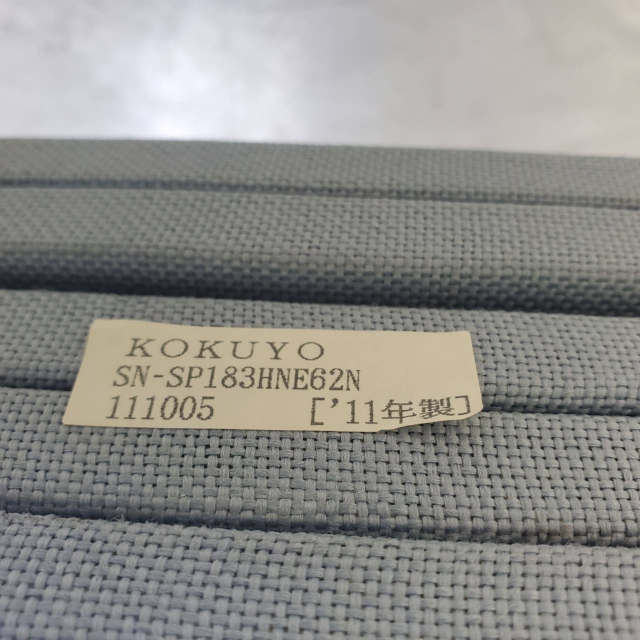 KOKUYO
SN-SP183HNE62N
111005 ['11年製]